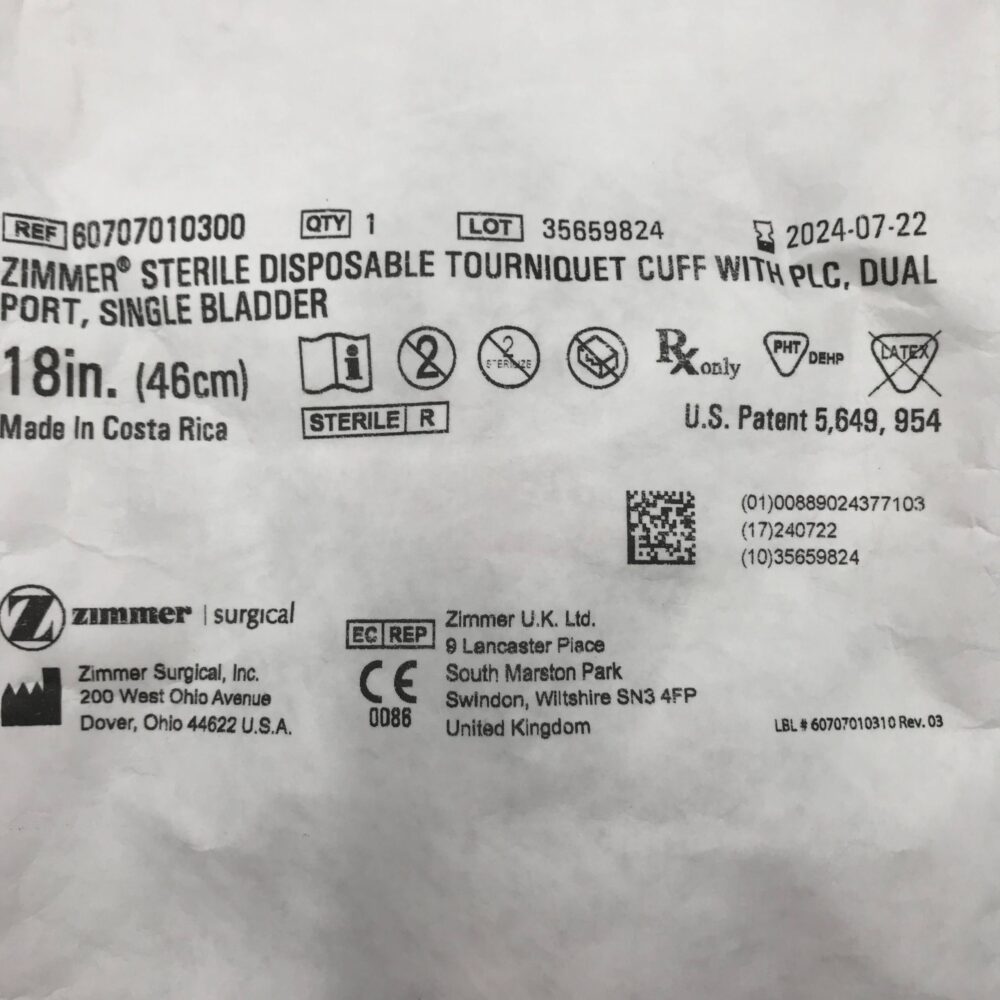 REF 60707010300 QTY 1 LOT 35659824 2024-07-22
ZIMMER® STERILE DISPOSABLE TOURNIQUET CUFF WITH PLC, DUAL
PORT, SINGLE BLADDER
18in. (46cm)
i 2 2 STERILIZE Rx only PHT DEHP LATEX
Made In Costa Rica
STERILE R
U.S. Patent 5,649, 954
(01)00889024377103
(17)240722
(10)35659824
Z zimmer | surgical
Zimmer Surgical, Inc.
200 West Ohio Avenue
Dover, Ohio 44622 U.S.A.
EC REP
CE
0086
Zimmer U.K. Ltd.
9 Lancaster Place
South Marston Park
Swindon, Wiltshire SN3 4FP
United Kingdom
LBL # 60707010310 Rev. 03